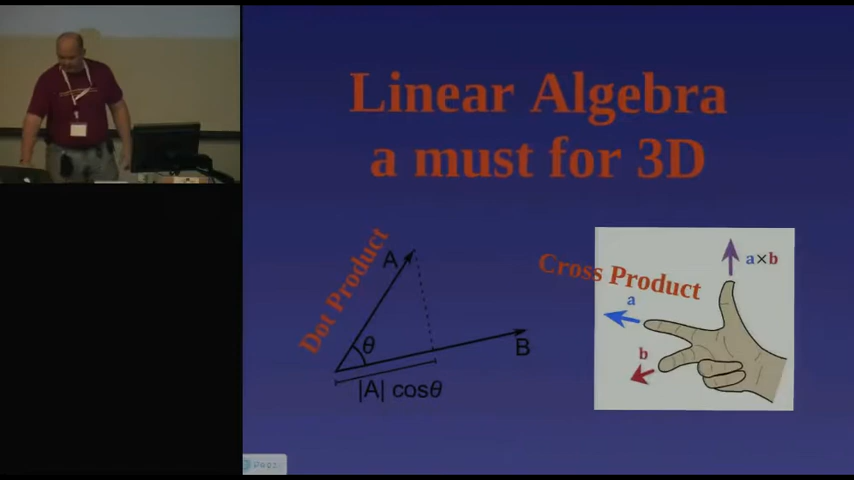 Linear Algebra
a must for 3D
Dot Product
A
θ
B
|A| cosθ
Cross Product
a×b
a
b